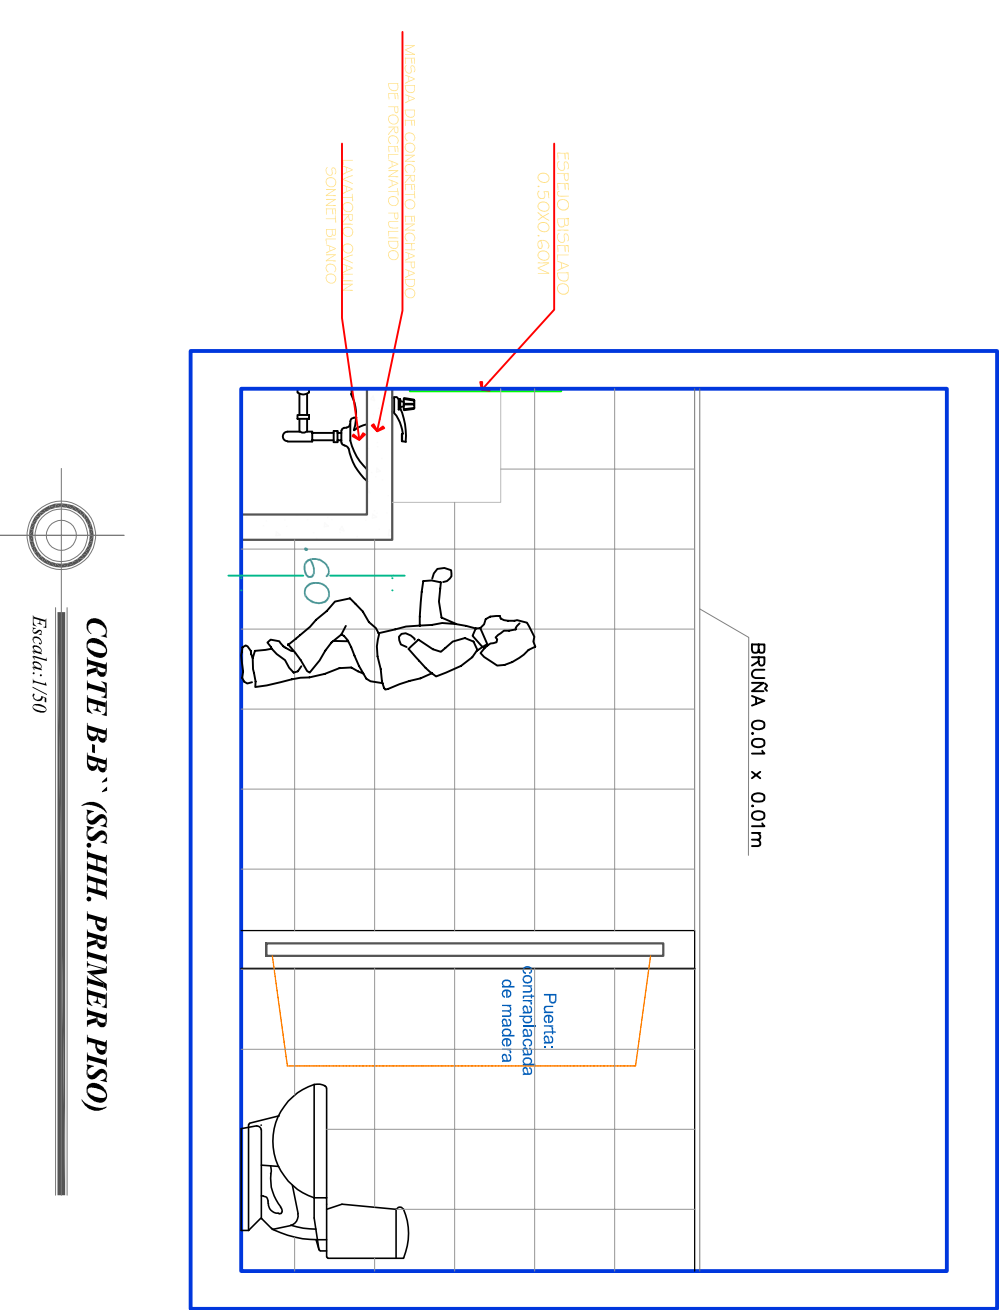 ESPEJO BISELADO
0.50X0.60M
MESADA DE CONCRETO ENCHAPADO
DE PORCELANATO PULIDO
LAVATORIO OVALIN
SONNET BLANCO
BRUÑA 0.01 x 0.01m
Puerta:
contraplacada
de madera
.60
CORTE B-B`` (SS.HH. PRIMER PISO)
Escala:1/50